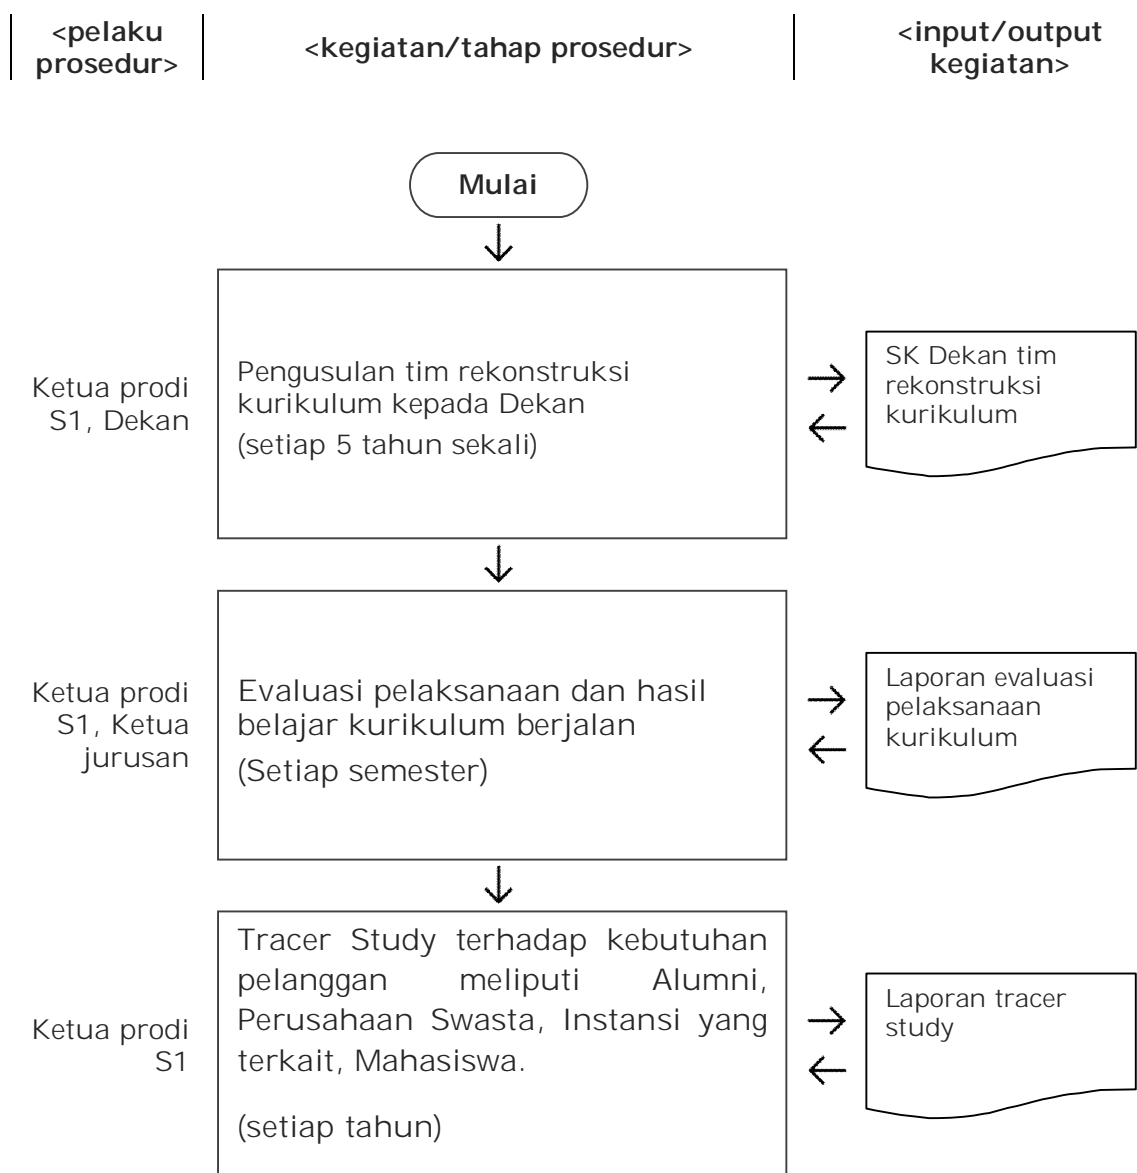 <pelaku
prosedur>
<kegiatan/tahap prosedur>
<input/output
kegiatan>
Mulai
Ketua prodi
S1, Dekan
Pengusulan tim rekonstruksi
kurikulum kepada Dekan
(setiap 5 tahun sekali)
SK Dekan tim
rekonstruksi
kurikulum
Ketua prodi
S1, Ketua
jurusan
Evaluasi pelaksanaan dan hasil
belajar kurikulum berjalan
(Setiap semester)
Laporan evaluasi
pelaksanaan
kurikulum
Ketua prodi
S1
Tracer Study terhadap kebutuhan
pelanggan meliputi Alumni,
Perusahaan Swasta, Instansi yang
terkait, Mahasiswa.
(setiap tahun)
Laporan tracer
study